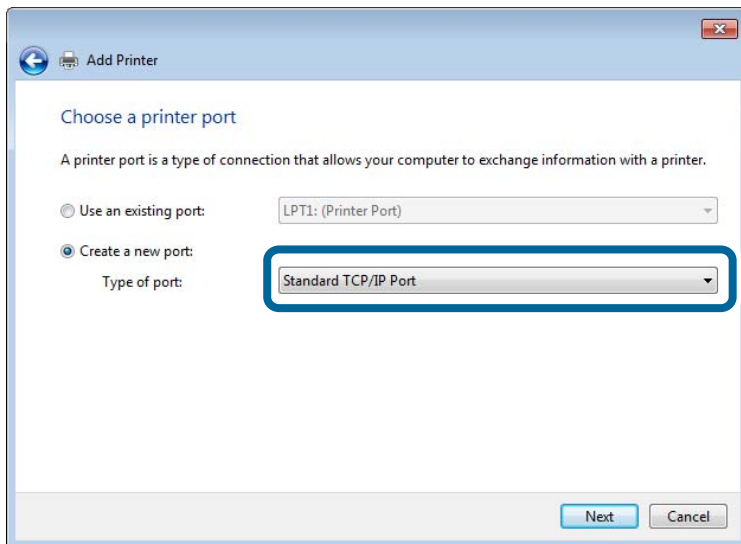 Add Printer
Choose a printer port
A printer port is a type of connection that allows your computer to exchange information with a printer.
Use an existing port: LPT1: (Printer Port)
Create a new port:
Type of port: Standard TCP/IP Port
Next Cancel